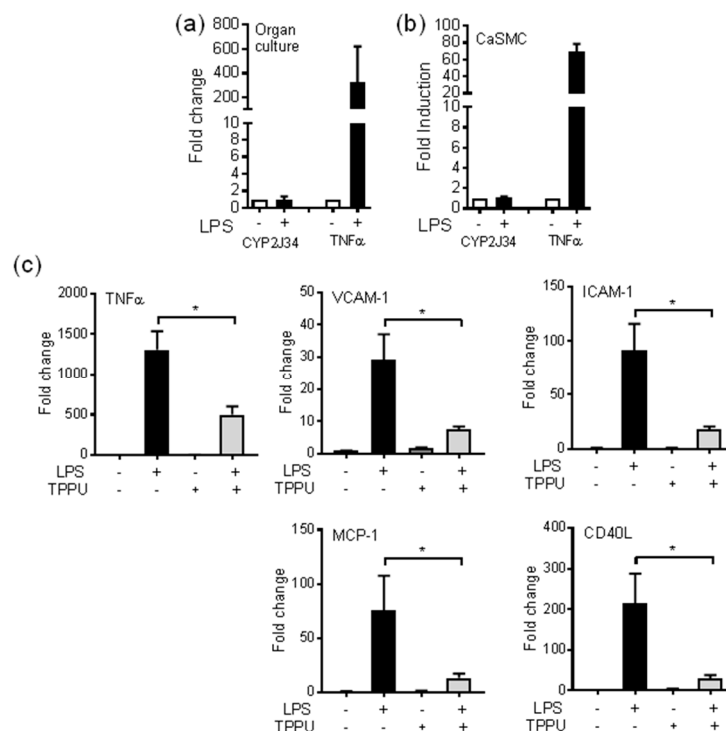 (a)
Organ
culture
Fold change
800
600
400
200
10
8
6
4
2
0
LPS - + - +
CYP2J34 TNFα
(b)
CaSMC
Fold Induction
100
80
60
40
20
10
8
6
4
2
0
LPS - + - +
CYP2J34 TNFα
(c)
TNFα
*
Fold change
2000
1500
1000
500
0
LPS - + - +
TPPU - - + +
VCAM-1
*
Fold change
50
40
30
20
10
0
LPS - + - +
TPPU - - + +
ICAM-1
*
Fold change
150
100
50
0
LPS - + - +
TPPU - - + +
MCP-1
*
Fold change
150
100
50
0
LPS - + - +
TPPU - - + +
CD40L
*
Fold change
400
300
200
100
0
LPS - + - +
TPPU - - + +